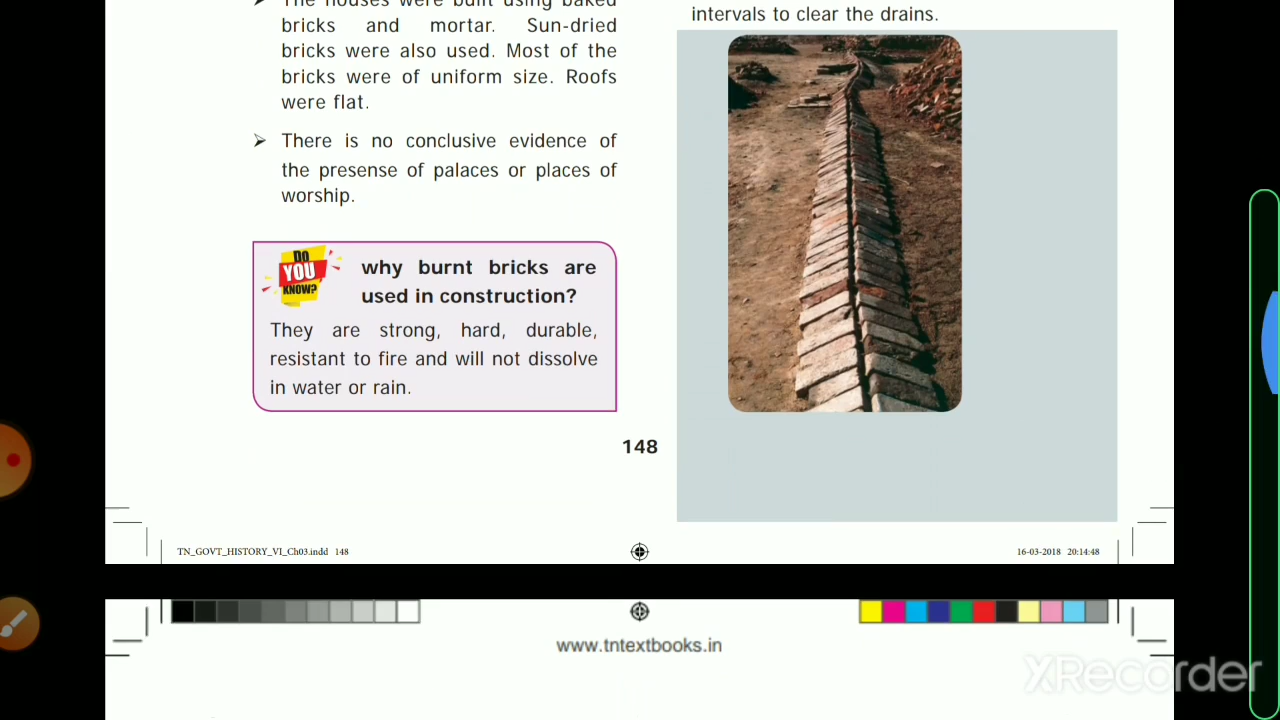 The houses were built using baked
bricks and mortar. Sun-dried
bricks were also used. Most of the
bricks were of uniform size. Roofs
were flat.
There is no conclusive evidence of
the presense of palaces or places of
worship.
DO
YOU
KNOW?
why burnt bricks are
used in construction?
They are strong, hard, durable,
resistant to fire and will not dissolve
in water or rain.
intervals to clear the drains.
148
TN_GOVT_HISTORY_VI_Ch03.indd 148
16-03-2018 20:14:48
www.tntextbooks.in
XRecorder